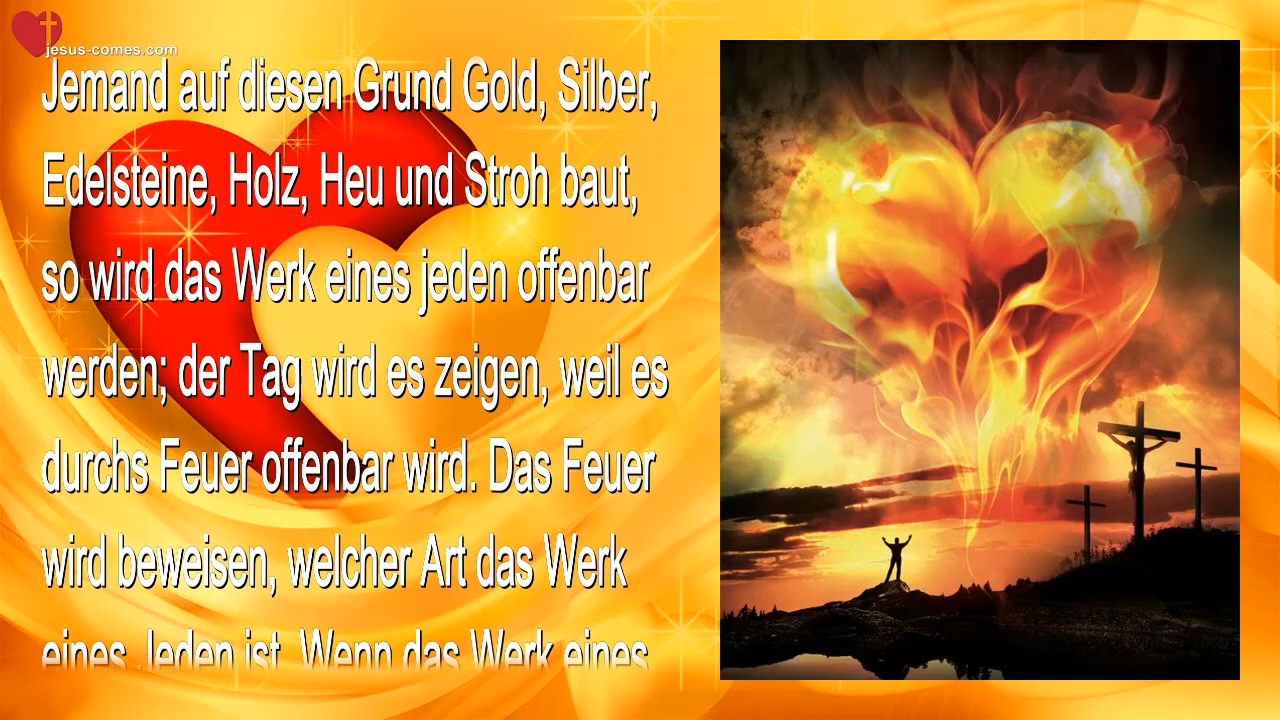 jesus-comes.com
Jemand auf diesen Grund Gold, Silber,
Edelsteine, Holz, Heu und Stroh baut,
so wird das Werk eines jeden offenbar
werden; der Tag wird es zeigen, weil es
durchs Feuer offenbar wird. Das Feuer
wird beweisen, welcher Art das Werk
eines Jeden ist. Wenn das Werk eines